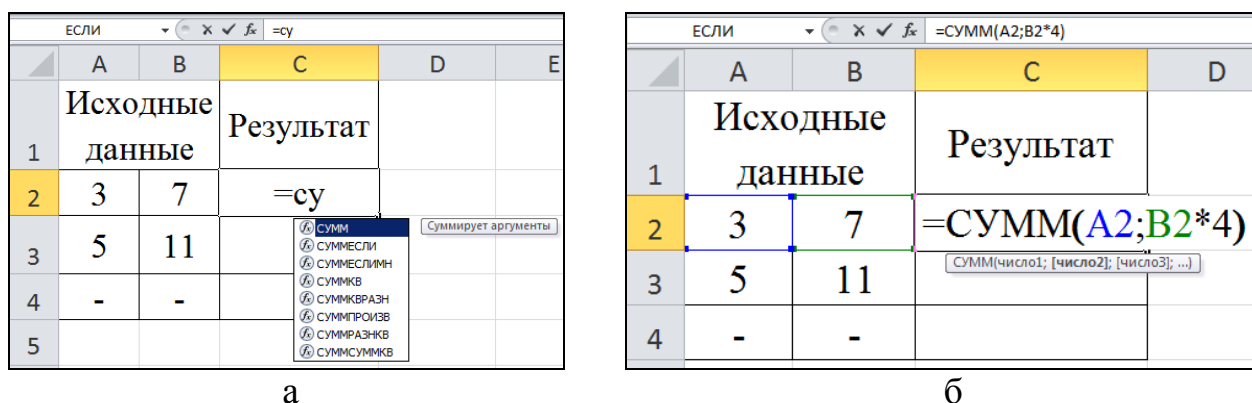 ЕСЛИ =су
A B C D E
1 Исходные данные Результат
2 3 7 =су
СУММ Суммирует аргументы
СУММЕСЛИ
3 5 11
СУММЕСЛИМН
СУММКВ
4 - -
СУММКВРАЗН
СУММПРОИЗВ
5
СУММРАЗНКВ
СУММСУММКВ
а
ЕСЛИ =СУММ(A2;B2*4)
A B C D
1 Исходные данные Результат
2 3 7 =СУММ(A2;B2*4)
СУММ(число1; [число2]; [число3]; ...)
3 5 11
4 - -
б